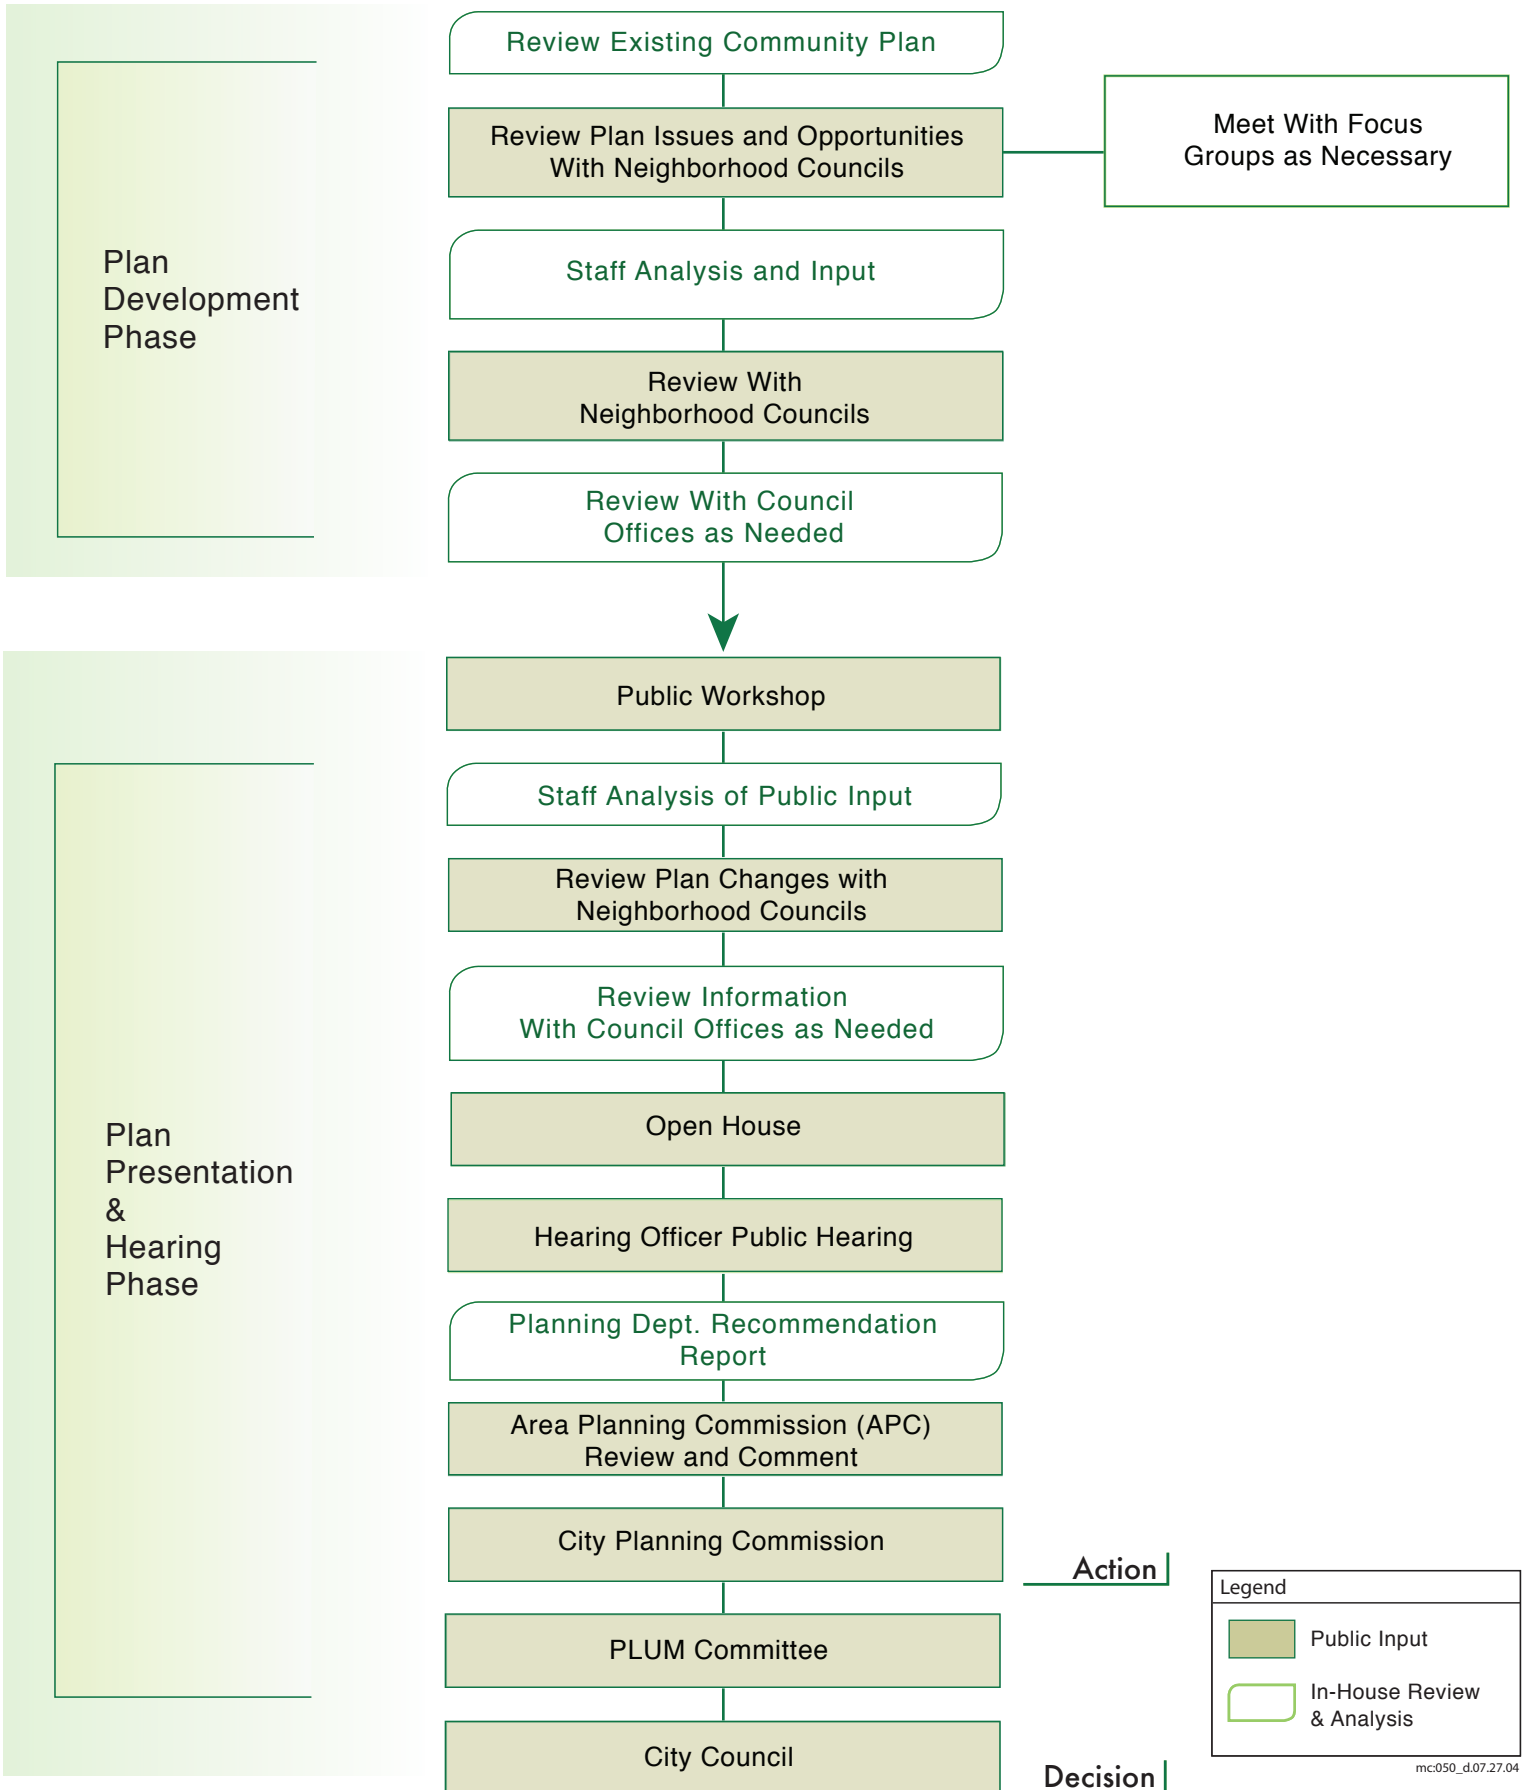 Review Existing Community Plan
Review Plan Issues and Opportunities
With Neighborhood Councils
Meet With Focus
Groups as Necessary
Plan
Development
Phase
Staff Analysis and Input
Review With
Neighborhood Councils
Review With Council
Offices as Needed
Public Workshop
Staff Analysis of Public Input
Review Plan Changes with
Neighborhood Councils
Review Information
With Council Offices as Needed
Open House
Plan
Presentation
&
Hearing
Phase
Hearing Officer Public Hearing
Planning Dept. Recommendation
Report
Area Planning Commission (APC)
Review and Comment
City Planning Commission
Action
PLUM Committee
City Council
Decision
Legend
Public Input
In-House Review
& Analysis
mc:050_d.07.27.04